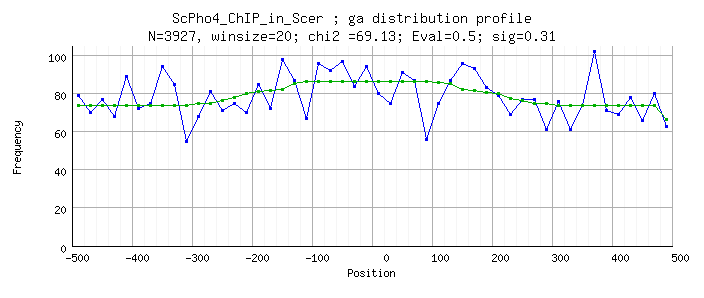 ScPho4_ChIP_in_Scer ; ga distribution profile
N=3927, winsize=20; chi2 =69.13; Eval=0.5; sig=0.31
100
80
60
40
20
0
Frequency
-500 -400 -300 -200 -100 0 100 200 300 400 500
Position